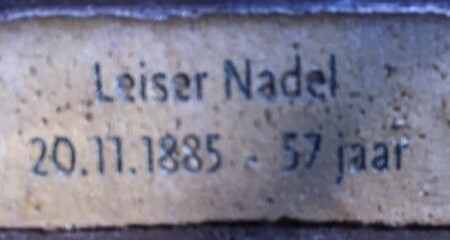 Leiser Nadel
20.11.1885 - 57 jaar